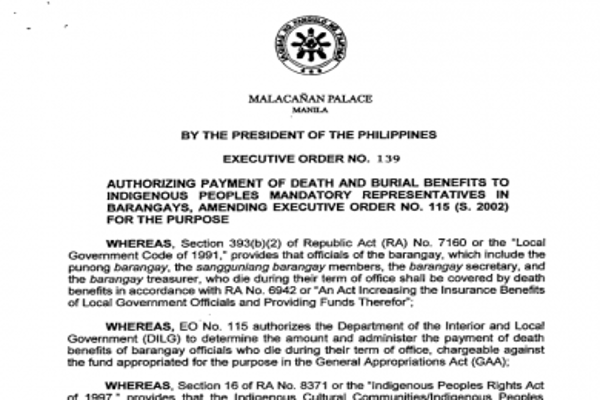 MALACAÑAN PALACE
MANILA
BY THE PRESIDENT OF THE PHILIPPINES
EXECUTIVE ORDER NO. 139
AUTHORIZING PAYMENT OF DEATH AND BURIAL BENEFITS TO
INDIGENOUS PEOPLES MANDATORY REPRESENTATIVES IN
BARANGAYS, AMENDING EXECUTIVE ORDER NO. 115 (S. 2002)
FOR THE PURPOSE
WHEREAS, Section 393(b)(2) of Republic Act (RA) No. 7160 or the "Local
Government Code of 1991," provides that officials of the barangay, which include the
punong barangay, the sangguniang barangay members, the barangay secretary, and
the barangay treasurer, who die during their term of office shall be covered by death
benefits in accordance with RA No. 6942 or "An Act Increasing the Insurance Benefits
of Local Government Officials and Providing Funds Therefor";
WHEREAS, EO No. 115 authorizes the Department of the Interior and Local
Government (DILG) to determine the amount and administer the payment of death
benefits of barangay officials who die during their term of office, chargeable against
the fund appropriated for the purpose in the General Appropriations Act (GAA);
WHEREAS, Section 16 of RA No. 8371 or the "Indigenous Peoples Rights Act
of 1997," provides that the Indigenous Cultural Communities/Indigenous Peoples